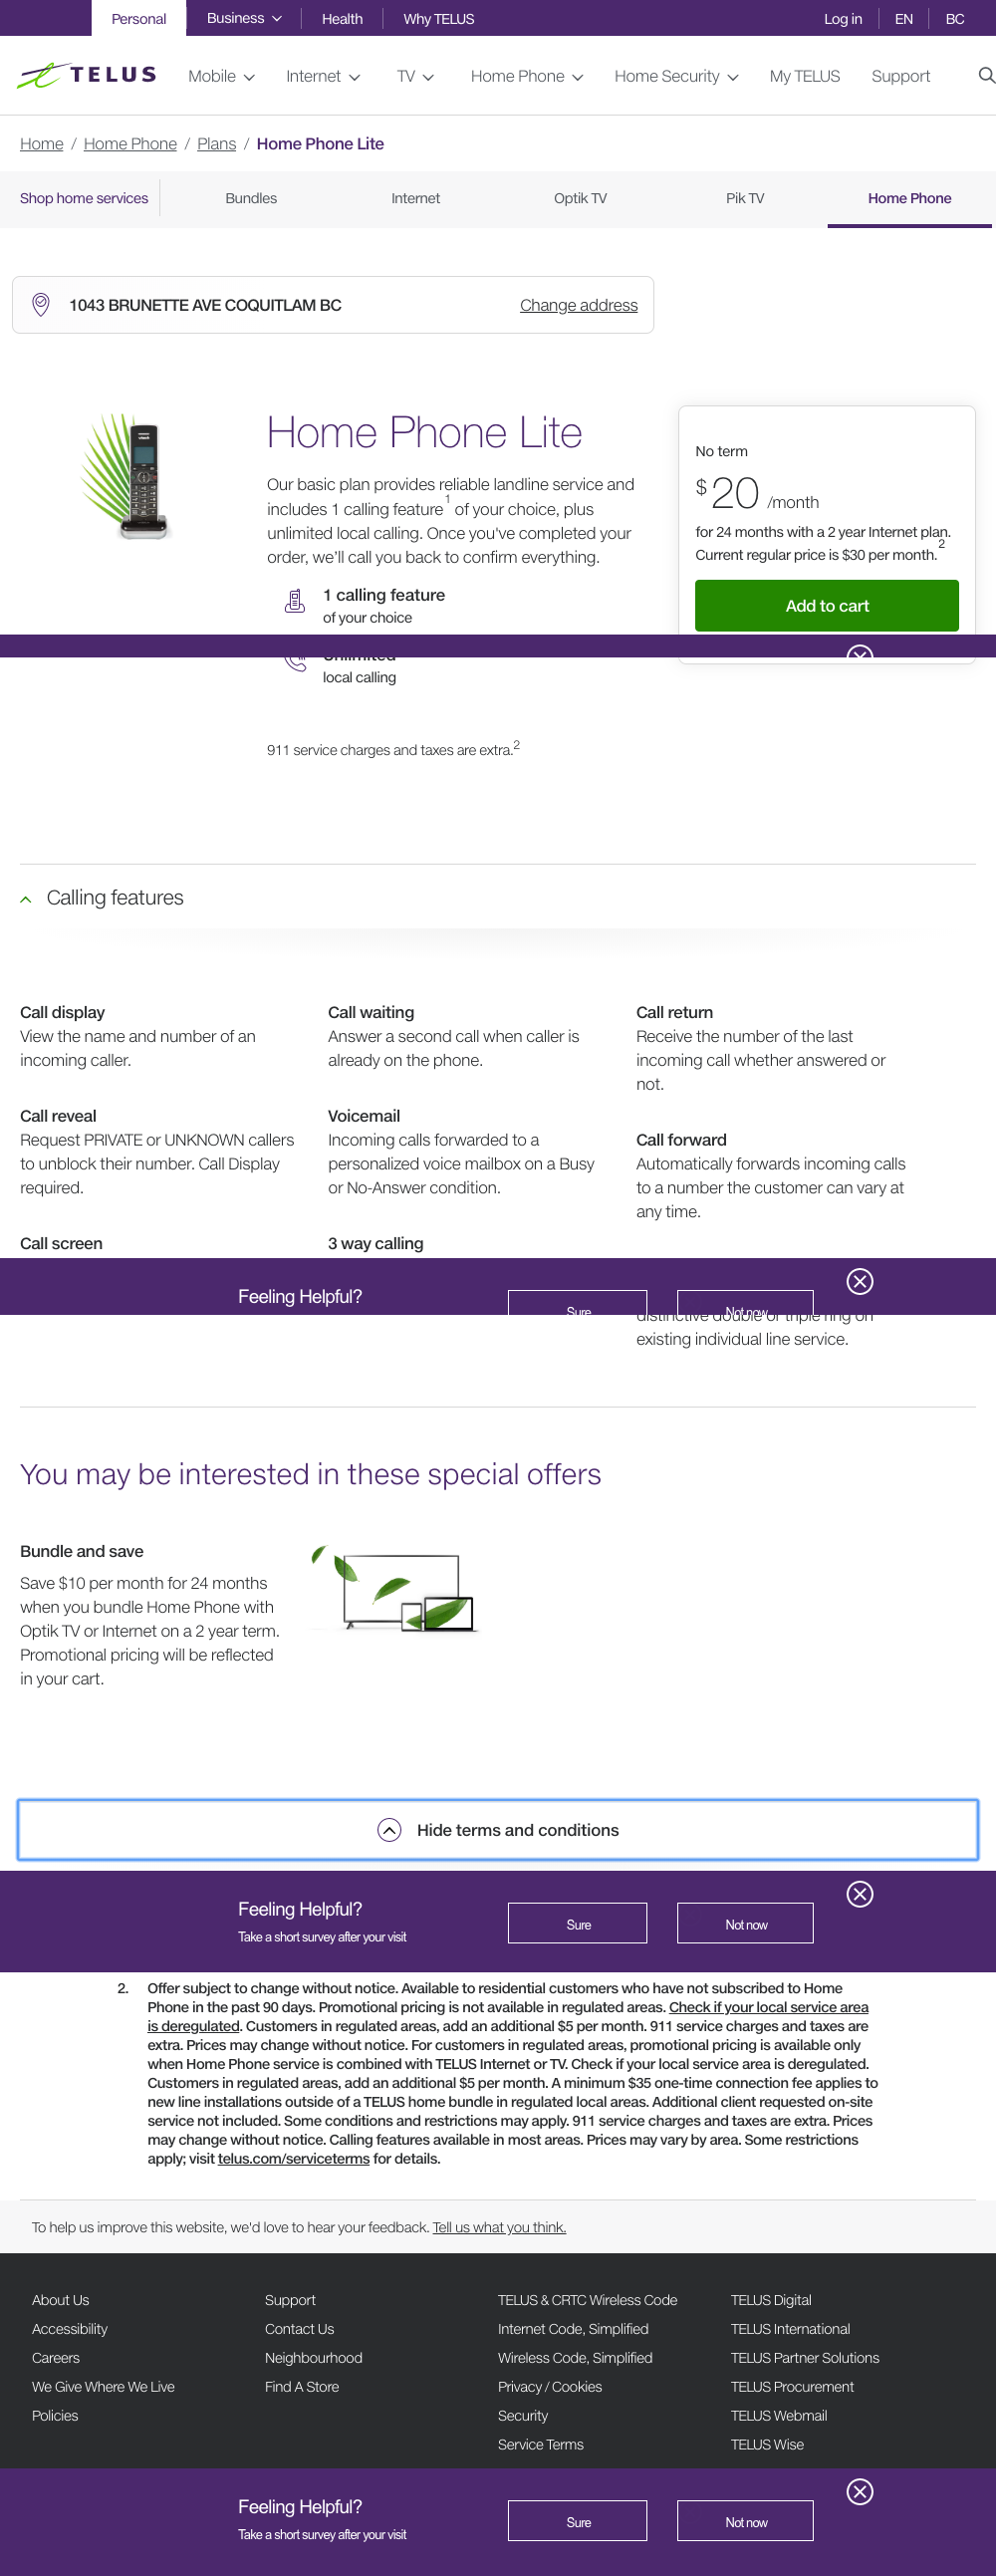 Personal Business Health Why TELUS Log in EN BC
TELUS Mobile Internet TV Home Phone Home Security My TELUS Support
Home / Home Phone / Plans / Home Phone Lite
Shop home services Bundles Internet Optik TV Pik TV Home Phone
1043 BRUNETTE AVE COQUITLAM BC Change address
Home Phone Lite
Our basic plan provides reliable landline service and
includes 1 calling feature1 of your choice, plus
unlimited local calling. Once you've completed your
order, we'll call you back to confirm everything.
1 calling feature
of your choice
Unlimited
local calling
911 service charges and taxes are extra.2
No term
$20 /month
for 24 months with a 2 year Internet plan.
Current regular price is $30 per month.2
Add to cart
Calling features
Call display
View the name and number of an
incoming caller.
Call reveal
Request PRIVATE or UNKNOWN callers
to unblock their number. Call Display
required.
Call screen
Call waiting
Answer a second call when caller is
already on the phone.
Voicemail
Incoming calls forwarded to a
personalized voice mailbox on a Busy
or No-Answer condition.
3 way calling
Call return
Receive the number of the last
incoming call whether answered or
not.
Call forward
Automatically forwards incoming calls
to a number the customer can vary at
any time.
Feeling Helpful? Sure Not now
distinctive double or triple ring on
existing individual line service.
You may be interested in these special offers
Bundle and save
Save $10 per month for 24 months
when you bundle Home Phone with
Optik TV or Internet on a 2 year term.
Promotional pricing will be reflected
in your cart.
Hide terms and conditions
Feeling Helpful?
Take a short survey after your visit
Sure Not now
2. Offer subject to change without notice. Available to residential customers who have not subscribed to Home
Phone in the past 90 days. Promotional pricing is not available in regulated areas. Check if your local service area
is deregulated. Customers in regulated areas, add an additional $5 per month. 911 service charges and taxes are
extra. Prices may change without notice. For customers in regulated areas, promotional pricing is available only
when Home Phone service is combined with TELUS Internet or TV. Check if your local service area is deregulated.
Customers in regulated areas, add an additional $5 per month. A minimum $35 one-time connection fee applies to
new line installations outside of a TELUS home bundle in regulated local areas. Additional client requested on-site
service not included. Some conditions and restrictions may apply. 911 service charges and taxes are extra. Prices
may change without notice. Calling features available in most areas. Prices may vary by area. Some restrictions
apply; visit telus.com/serviceterms for details.
To help us improve this website, we'd love to hear your feedback. Tell us what you think.
About Us
Accessibility
Careers
We Give Where We Live
Policies
Support
Contact Us
Neighbourhood
Find A Store
TELUS & CRTC Wireless Code
Internet Code, Simplified
Wireless Code, Simplified
Privacy / Cookies
Security
Service Terms
TELUS Digital
TELUS International
TELUS Partner Solutions
TELUS Procurement
TELUS Webmail
TELUS Wise
Feeling Helpful?
Take a short survey after your visit
Sure Not now